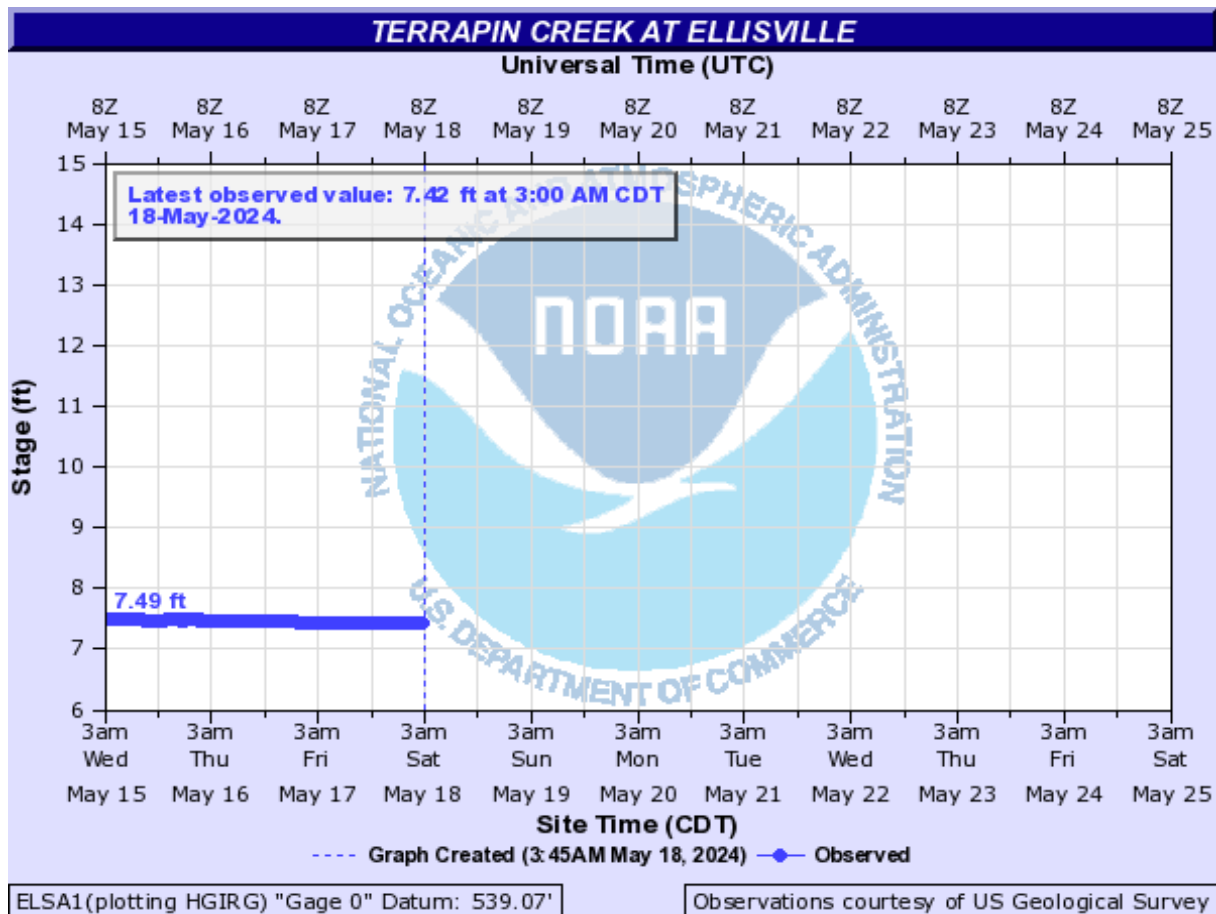 TERRAPIN CREEK AT ELLISVILLE
Universal Time (UTC)
8Z 8Z 8Z 8Z 8Z 8Z 8Z 8Z 8Z 8Z 8Z
May 15 May 16 May 17 May 18 May 19 May 20 May 21 May 22 May 23 May 24 May 25
15
Latest observed value: 7.42 ft at 3:00 AM CDT
18-May-2024.
14
13
12
11
10
9
8
7
6
Stage (ft)
7.49 ft
NATIONAL OCEANIC AND ATMOSPHERIC ADMINISTRATION
NOAA
U.S. DEPARTMENT OF COMMERCE
3am 3am 3am 3am 3am 3am 3am 3am 3am 3am 3am
Wed Thu Fri Sat Sun Mon Tue Wed Thu Fri Sat
May 15 May 16 May 17 May 18 May 19 May 20 May 21 May 22 May 23 May 24 May 25
Site Time (CDT)
Graph Created (3:45AM May 18, 2024) Observed
ELSA1(plotting HGIRG) "Gage 0" Datum: 539.07'
Observations courtesy of US Geological Survey